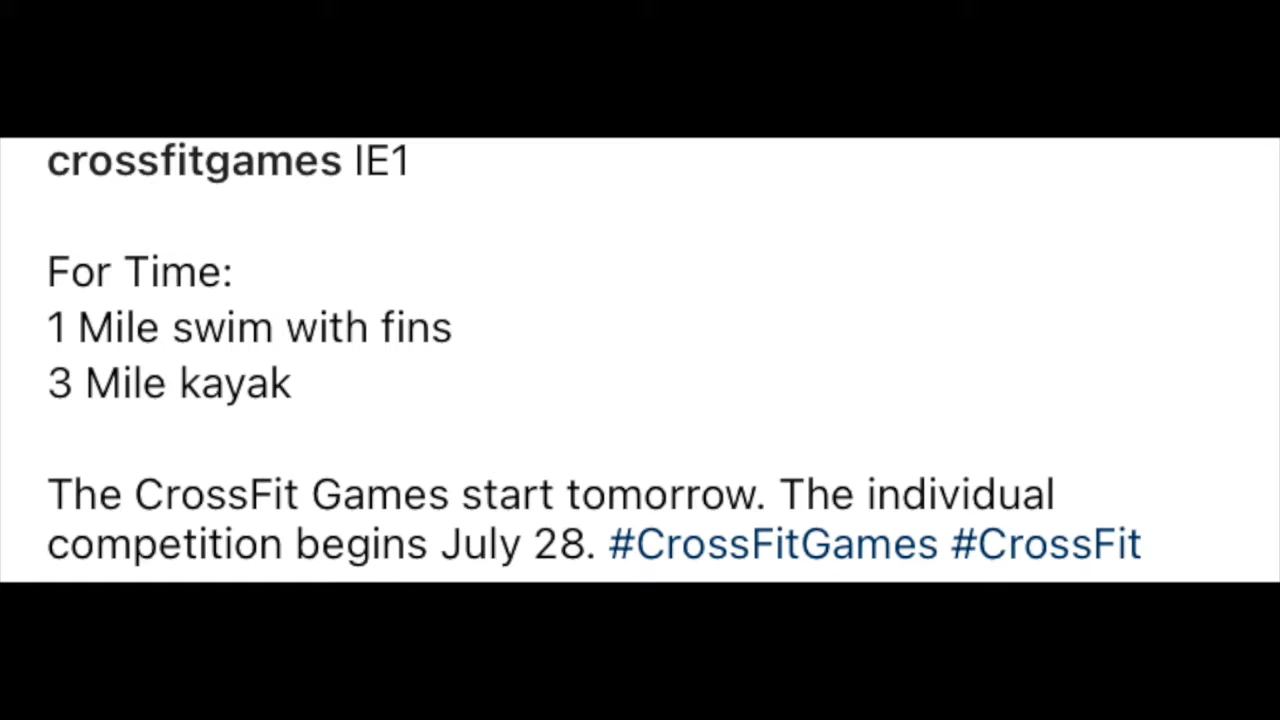 crossfitgames IE1
For Time:
1 Mile swim with fins
3 Mile kayak
The CrossFit Games start tomorrow. The individual
competition begins July 28. #CrossFitGames #CrossFit